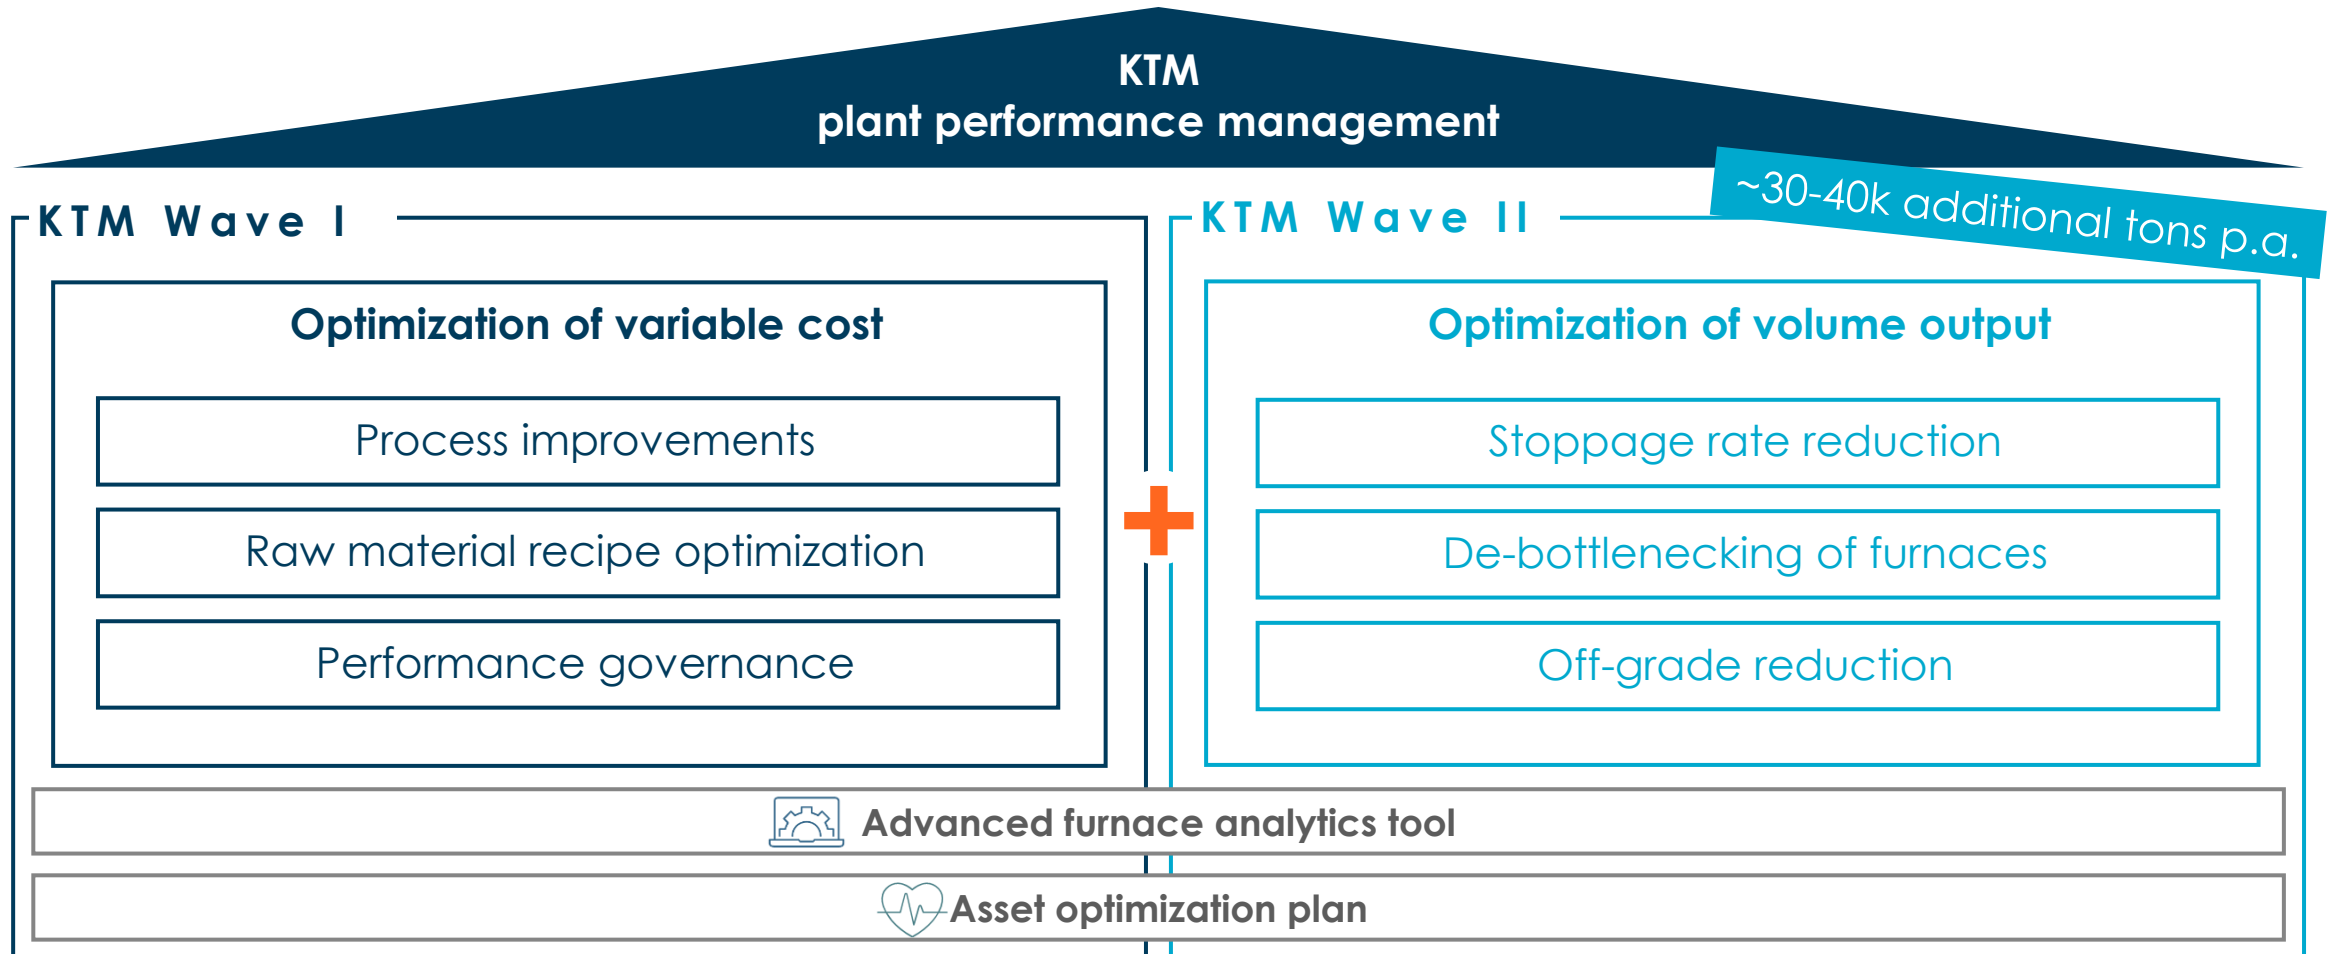 KTM
plant performance management
~30-40k additional tons p.a.
KTM Wave I
Optimization of variable cost
Process improvements
Raw material recipe optimization
Performance governance
KTM Wave II
Optimization of volume output
Stoppage rate reduction
De-bottlenecking of furnaces
Off-grade reduction
Advanced furnace analytics tool
Asset optimization plan